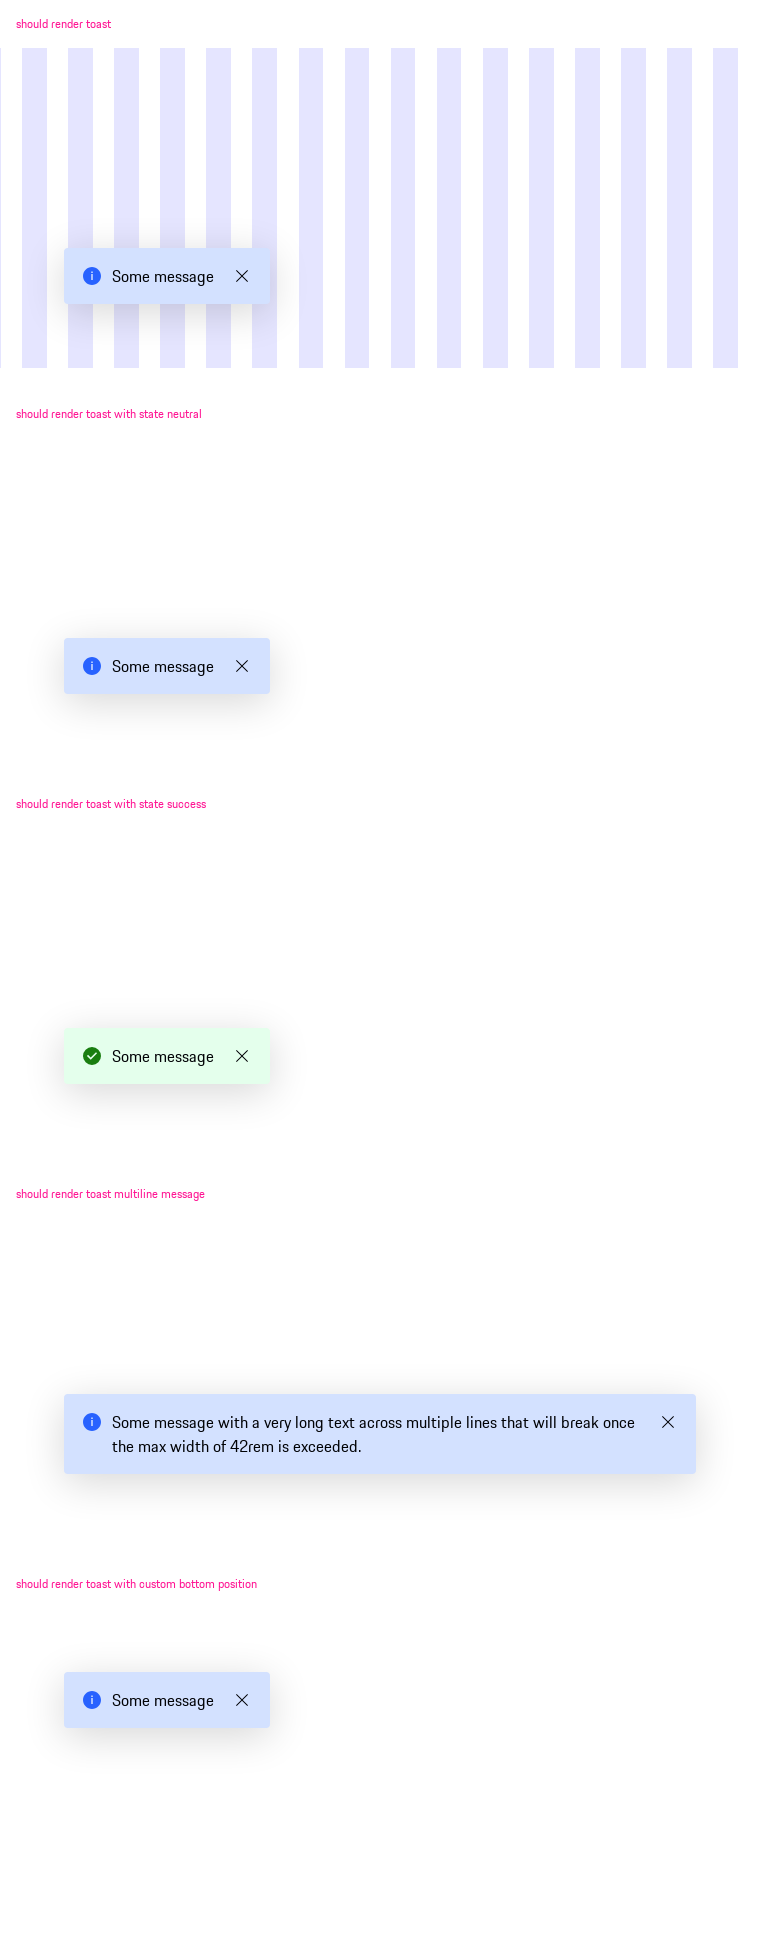 should render toast
Some message
should render toast with state neutral
Some message
should render toast with state success
Some message
should render toast multiline message
Some message with a very long text across multiple lines that will break once
the max width of 42rem is exceeded.
should render toast with custom bottom position
Some message